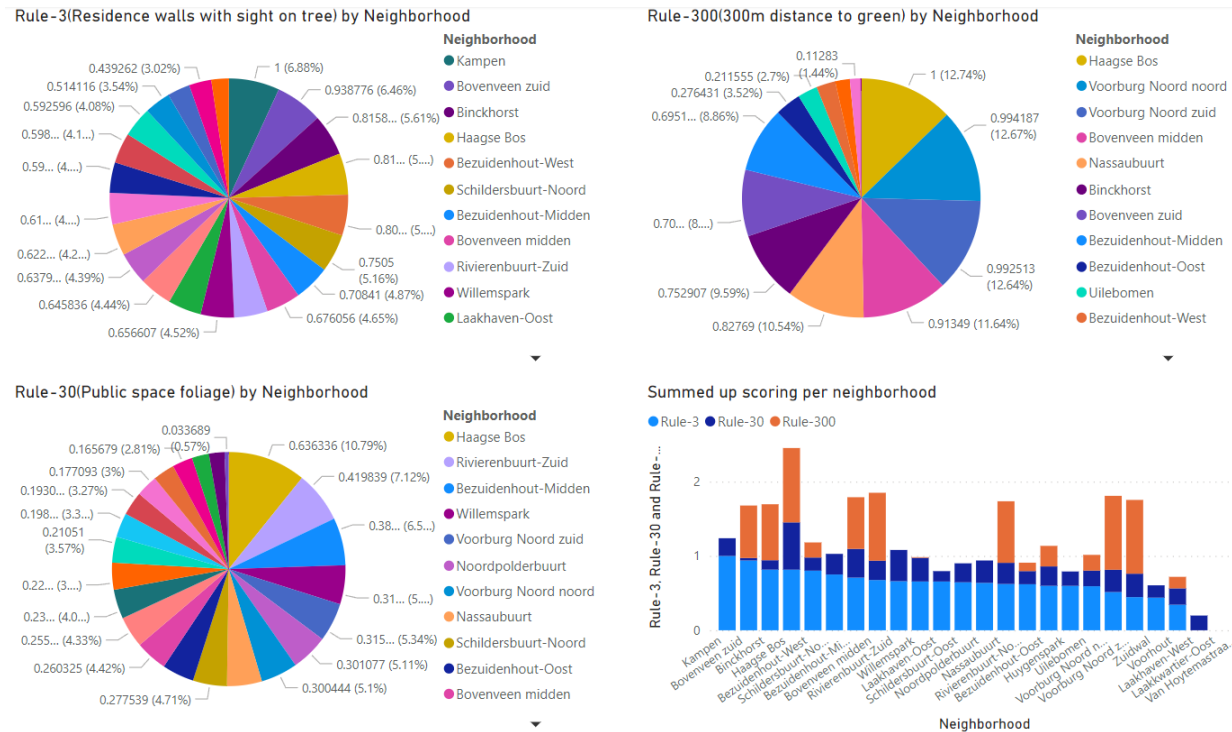 Rule-3(Residence walls with sight on tree) by Neighborhood
0.439262 (3.02%)
0.514116 (3.54%)
0.592596 (4.08%)
0.598... (4.1...)
0.59... (4....)
0.61... (4....)
0.622... (4.2...)
0.6379... (4.39%)
0.645836 (4.44%)
0.656607 (4.52%)
1 (6.88%)
0.938776 (6.46%)
0.8158... (5.61%)
0.81... (5....)
0.80... (5....)
0.7505
(5.16%)
0.70841 (4.87%)
0.676056 (4.65%)
Neighborhood
Kampen
Bovenveen zuid
Binckhorst
Haagse Bos
Bezuidenhout-West
Schildersbuurt-Noord
Bezuidenhout-Midden
Bovenveen midden
Rivierenbuurt-Zuid
Willemspark
Laakhaven-Oost
Rule-300(300m distance to green) by Neighborhood
0.11283
(1.44%)
0.211555 (2.7%)
0.276431 (3.52%)
0.6951... (8.86%)
0.70... (8....)
0.752907 (9.59%)
0.82769 (10.54%)
1 (12.74%)
0.994187
(12.67%)
0.992513
(12.64%)
0.91349 (11.64%)
Neighborhood
Haagse Bos
Voorburg Noord noord
Voorburg Noord zuid
Bovenveen midden
Nassaubuurt
Binckhorst
Bovenveen zuid
Bezuidenhout-Midden
Bezuidenhout-Oost
Uilebomen
Bezuidenhout-West
Rule-30(Public space foliage) by Neighborhood
0.033689
(0.57%)
0.165679 (2.81%)
0.177093 (3%)
0.1930... (3.27%)
0.198... (3.3...)
0.21051
(3.57%)
0.22... (3....)
0.23... (4.0...)
0.255... (4.33%)
0.260325 (4.42%)
0.277539 (4.71%)
0.636336 (10.79%)
0.419839 (7.12%)
0.38... (6.5...)
0.31... (5....)
0.315... (5.34%)
0.301077 (5.11%)
0.300444 (5.1%)
Neighborhood
Haagse Bos
Rivierenbuurt-Zuid
Bezuidenhout-Midden
Willemspark
Voorburg Noord zuid
Noordpolderbuurt
Voorburg Noord noord
Nassaubuurt
Schildersbuurt-Noord
Bezuidenhout-Oost
Bovenveen midden
Summed up scoring per neighborhood
Rule-3 Rule-30 Rule-300
Rule-3, Rule-30 and Rule-...
2
1
0
Kampen
Bovenveen zuid
Binckhorst
Haagse Bos
Bezuidenhout-West
Schildersbuurt-No...
Bezuidenhout-Mi...
Bovenveen midden
Rivierenbuurt-Zuid
Willemspark
Laakhaven-Oost
Schildersbuurt-Oost
Noordpolderbuurt
Nassaubuurt
Rivierenbuurt-No...
Bezuidenhout-Oost
Huygenspark
Uilebomen
Voorburg Noord n...
Voorburg Noord z...
Zuidwal
Voorhout
Laakhaven-West
Laakkwartier-Oost
Van Hoytemastraa...
Neighborhood